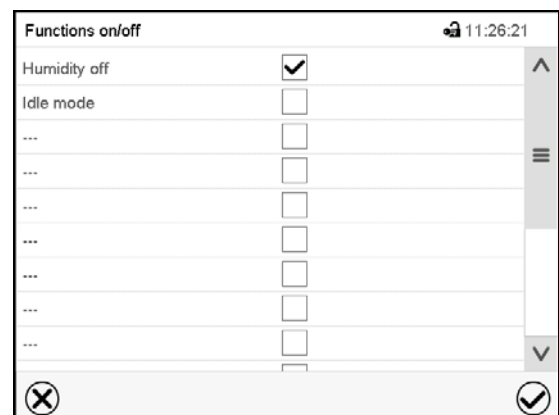 Functions on/off 11:26:21
Humidity off
Idle mode
---
---
---
---
---
---
---